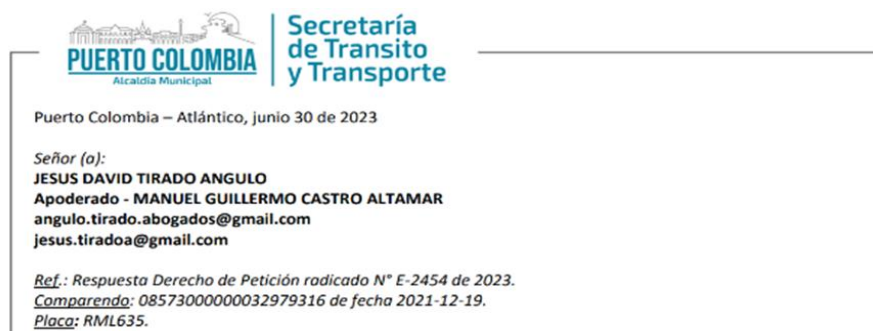 PUERTO COLOMBIA
Alcaldía Municipal
Secretaría
de Transito
y Transporte
Puerto Colombia – Atlántico, junio 30 de 2023
Señor (a):
JESUS DAVID TIRADO ANGULO
Apoderado - MANUEL GUILLERMO CASTRO ALTAMAR
angulo.tirado.abogados@gmail.com
jesus.tiradoa@gmail.com
Ref.: Respuesta Derecho de Petición radicado N° E-2454 de 2023.
Comparendo: 08573000000032979316 de fecha 2021-12-19.
Placa: RML635.